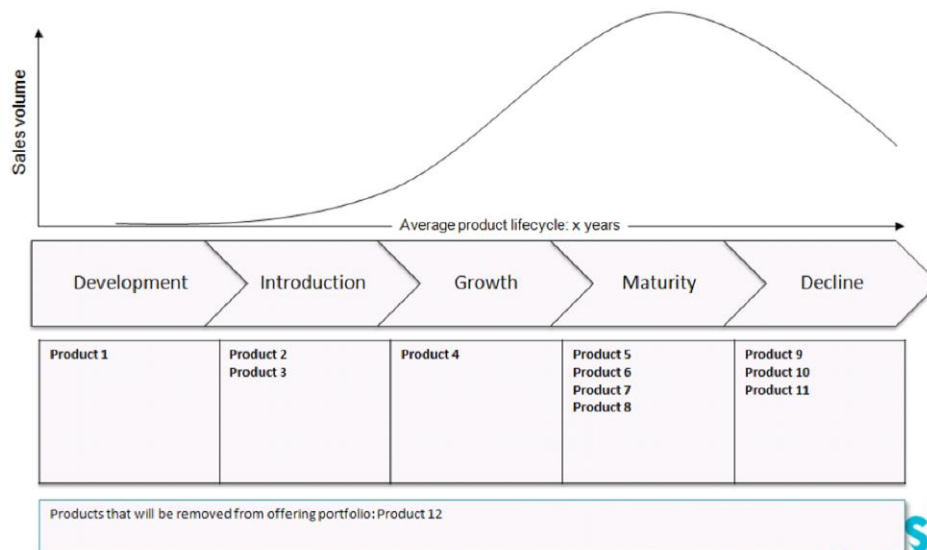 Sales volume
Average product lifecycle: x years
Development
Introduction
Growth
Maturity
Decline
Product 1
Product 2
Product 3
Product 4
Product 5
Product 6
Product 7
Product 8
Product 9
Product 10
Product 11
Products that will be removed from offering portfolio: Product 12